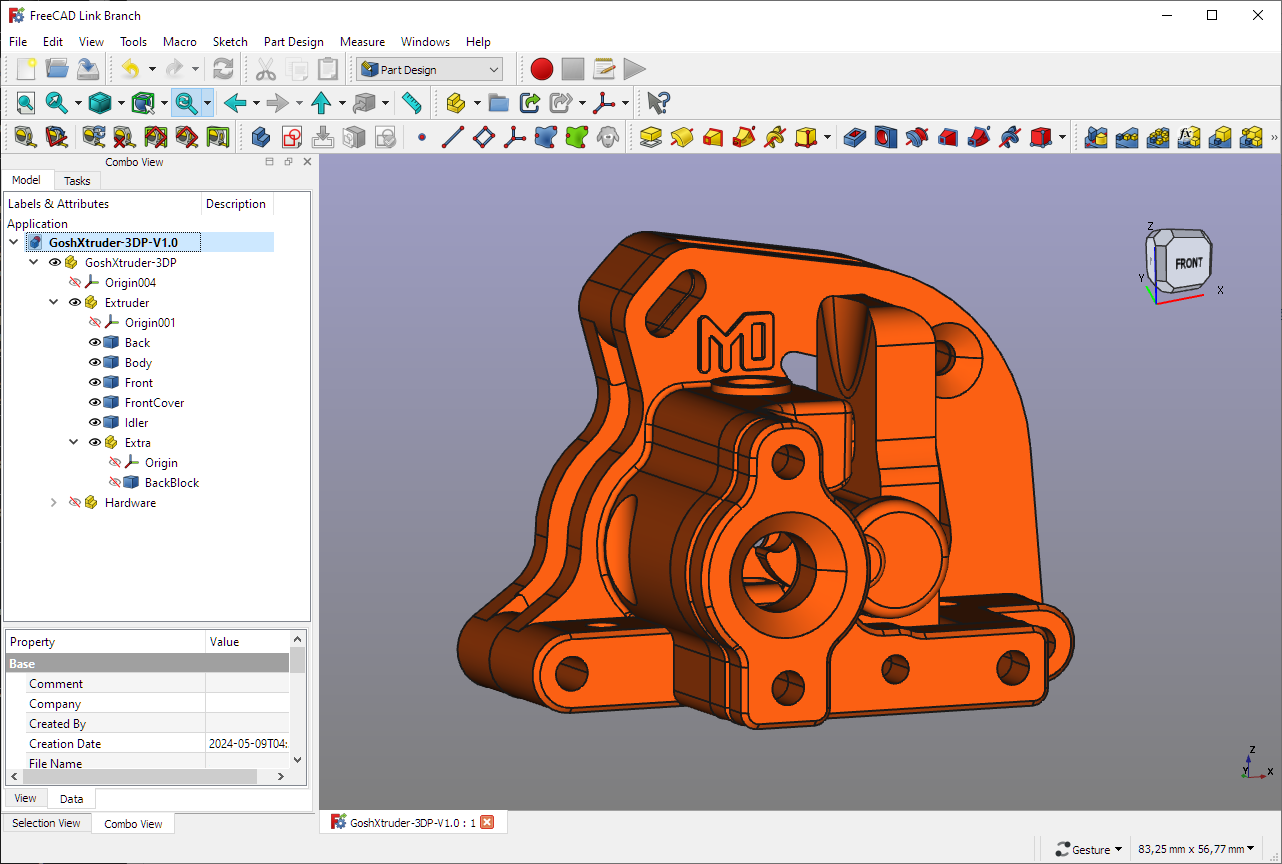 FreeCAD Link Branch
File Edit View Tools Macro Sketch Part Design Measure Windows Help
Part Design
fx
Combo View
Model Tasks
Labels & Attributes Description
Application
GoshXtruder-3DP-V1.0
GoshXtruder-3DP
Origin004
Extruder
Origin001
Back
Body
Front
FrontCover
Idler
Extra
Origin
BackBlock
Hardware
Z
FRONT
Y
X
Property Value
Base
Comment
Company
Created By
Creation Date 2024-05-09T04:
File Name
View Data
Selection View Combo View
Z
Y
X
GoshXtruder-3DP-V1.0 : 1
Gesture 83,25 mm x 56,77 mm